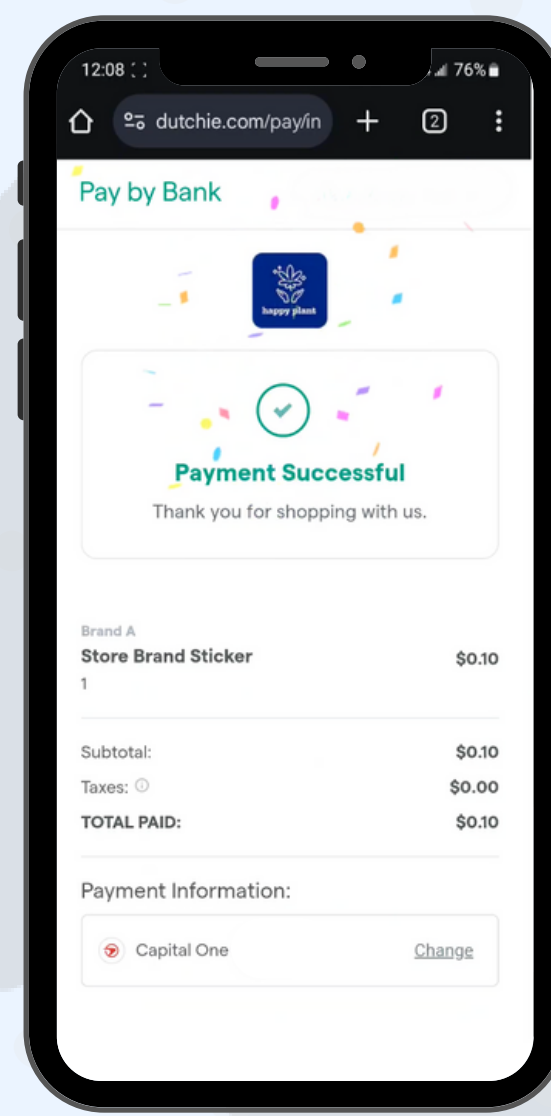 12:08
76%
dutchie.com/pay/in
2
Pay by Bank
happy plant
Payment Successful
Thank you for shopping with us.
Brand A
Store Brand Sticker $0.10
1
Subtotal: $0.10
Taxes: $0.00
TOTAL PAID: $0.10
Payment Information:
Capital One Change